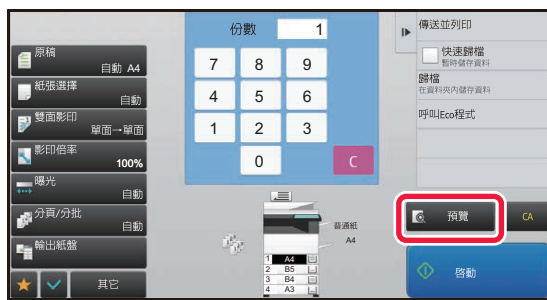 原稿
自動 A4
紙張選擇
自動
雙面影印
單面→單面
影印倍率
100%
曝光
自動
分頁/分批
自動
輸出紙盤
其它
份數 1
7 8 9
4 5 6
1 2 3
0 C
普通紙
A4
1 A4
2 B5
3 B4
4 A3
傳送並列印
快速歸檔
暫時儲存資料
歸檔
在資料夾內儲存資料
呼叫Eco程式
預覽
CA
啓動